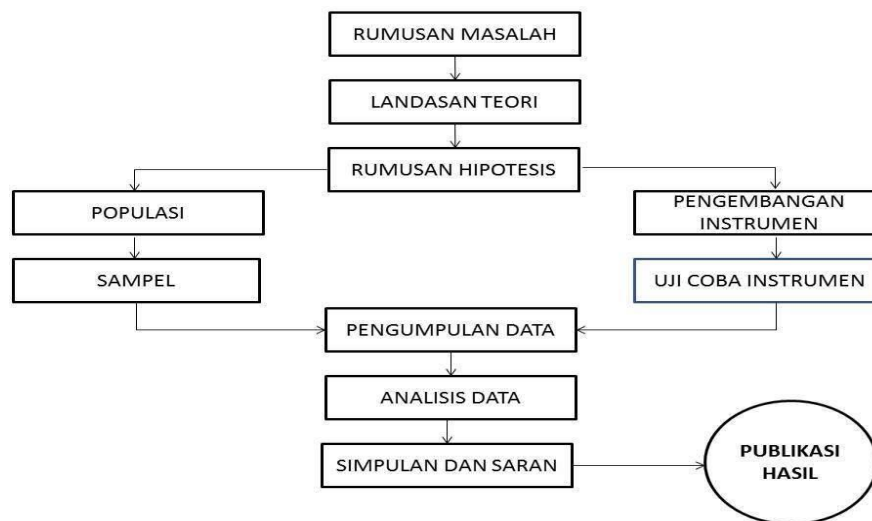 RUMUSAN MASALAH
LANDASAN TEORI
RUMUSAN HIPOTESIS
POPULASI
PENGEMBANGAN
INSTRUMEN
SAMPEL
UJI COBA INSTRUMEN
PENGUMPULAN DATA
ANALISIS DATA
SIMPULAN DAN SARAN
PUBLIKASI
HASIL